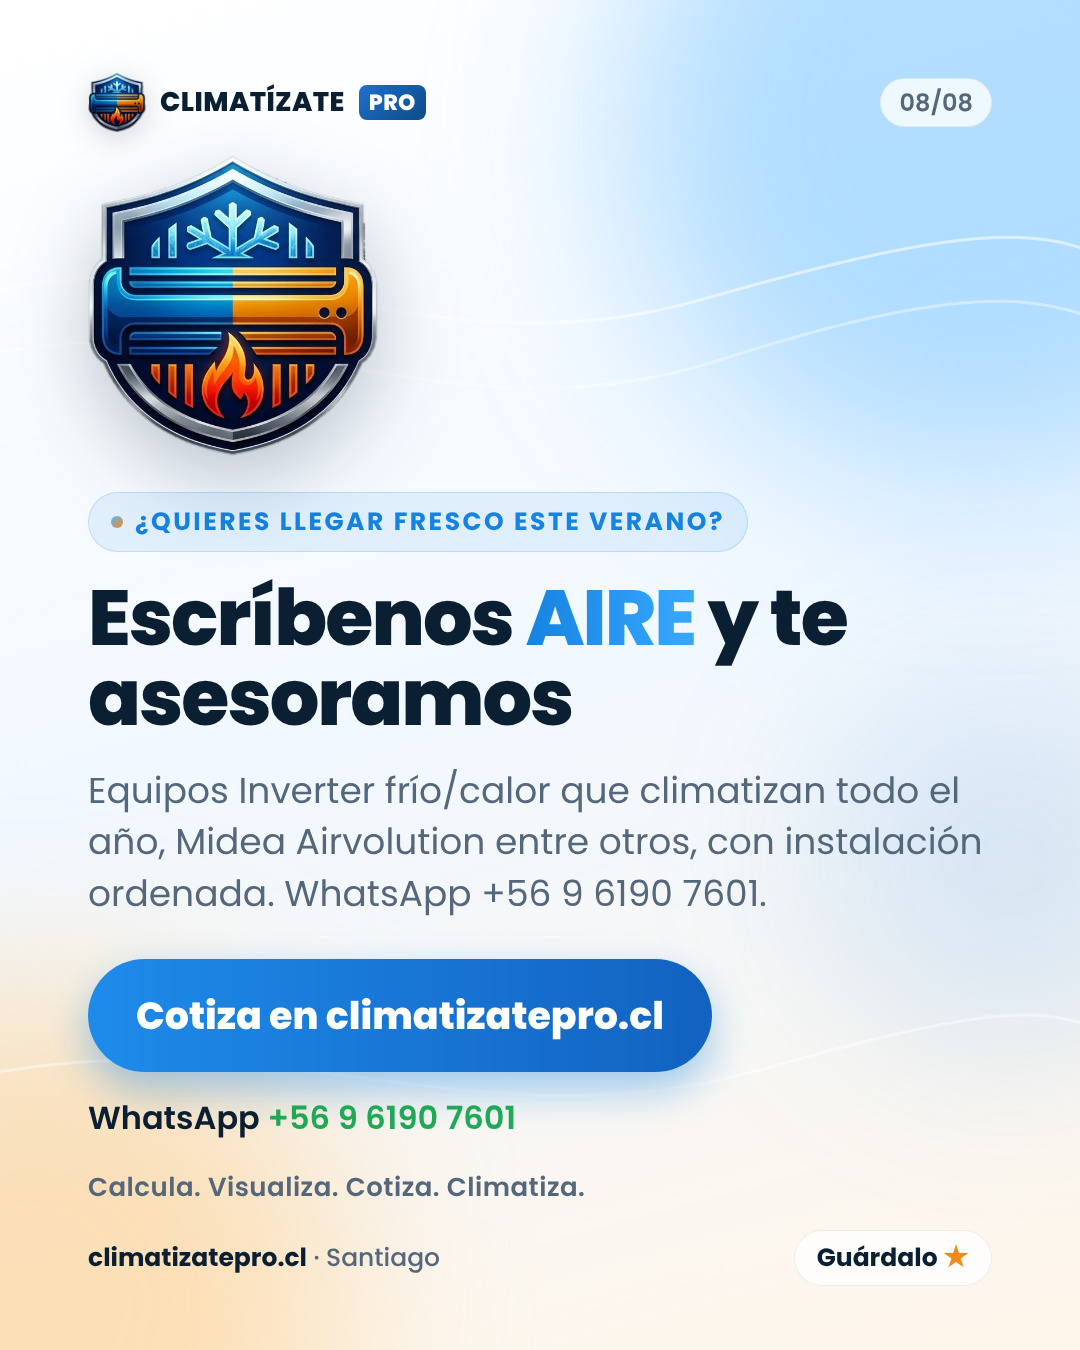 CLIMATÍZATE PRO
08/08
¿QUIERES LLEGAR FRESCO ESTE VERANO?
Escríbenos AIRE y te
asesoramos
Equipos Inverter frío/calor que climatizan todo el
año, Midea Airvolution entre otros, con instalación
ordenada. WhatsApp +56 9 6190 7601.
Cotiza en climatizatepro.cl
WhatsApp +56 9 6190 7601
Calcula. Visualiza. Cotiza. Climatiza.
climatizatepro.cl · Santiago
Guárdalo ★